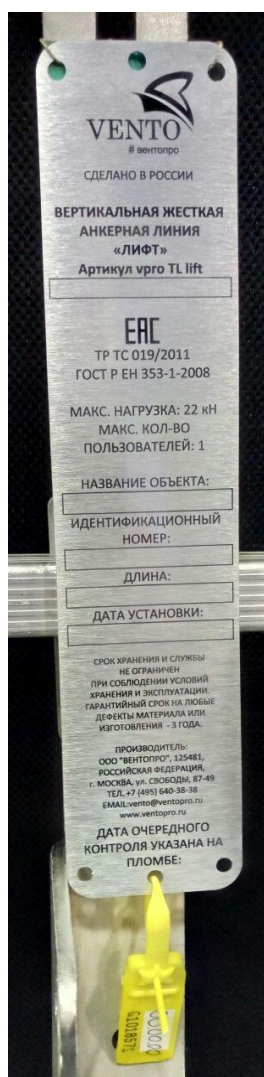 VENTO
# вентопро
СДЕЛАНО В РОССИИ
ВЕРТИКАЛЬНАЯ ЖЕСТКАЯ
АНКЕРНАЯ ЛИНИЯ
«ЛИФТ»
Артикул vpro TL lift
ЕАС
ТР ТС 019/2011
ГОСТ Р ЕН 353-1-2008
МАКС. НАГРУЗКА: 22 кН
МАКС. КОЛ-ВО
ПОЛЬЗОВАТЕЛЕЙ: 1
НАЗВАНИЕ ОБЪЕКТА:
ИДЕНТИФИКАЦИОННЫЙ
НОМЕР:
ДЛИНА:
ДАТА УСТАНОВКИ:
СРОК ХРАНЕНИЯ И СЛУЖБЫ
НЕ ОГРАНИЧЕН
ПРИ СОБЛЮДЕНИИ УСЛОВИЙ
ХРАНЕНИЯ И ЭКСПЛУАТАЦИИ.
ГАРАНТИЙНЫЙ СРОК НА ЛЮБЫЕ
ДЕФЕКТЫ МАТЕРИАЛА ИЛИ
ИЗГОТОВЛЕНИЯ - 3 ГОДА.
ПРОИЗВОДИТЕЛЬ:
ООО "ВЕНТОПРО", 125481,
РОССИЙСКАЯ ФЕДЕРАЦИЯ,
г. МОСКВА, ул. СВОБОДЫ, 87-49
ТЕЛ. +7 (495) 640-38-38
EMAIL:vento@ventopro.ru
www.ventopro.ru
ДАТА ОЧЕРЕДНОГО
КОНТРОЛЯ УКАЗАНА НА
ПЛОМБЕ:
G1018571